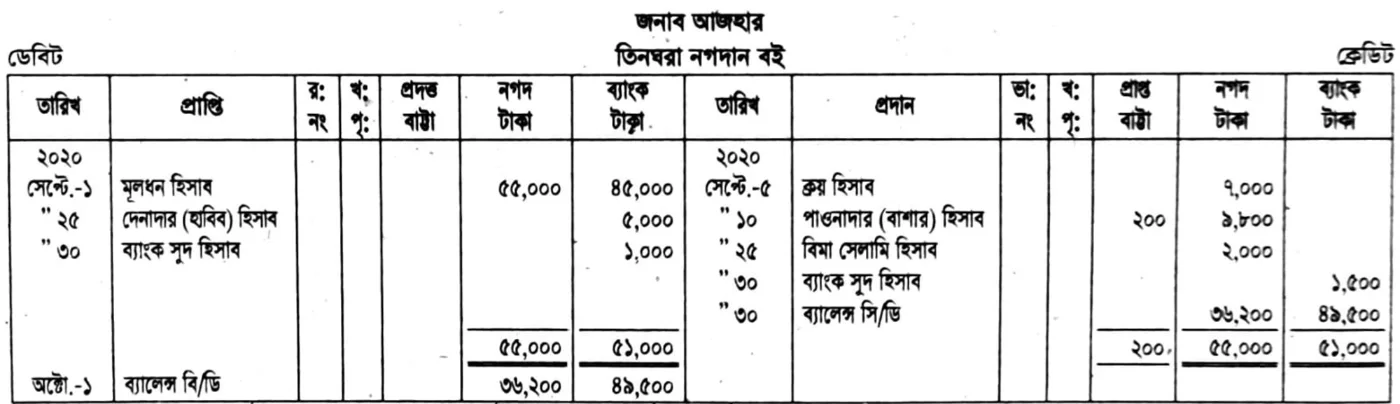 জনাব আজহার
ডেবিট তিনঘরা নগদান বই ক্রেডিট
তারিখ প্রাপ্তি র: নং খ: পৃ: প্রদত্ত বাট্টা নগদ টাকা ব্যাংক টাকা তারিখ প্রদান ভা: নং খ: পৃ: প্রাপ্ত বাট্টা নগদ টাকা ব্যাংক টাকা
২০২০ ২০২০
সেপ্টে.-১ মূলধন হিসাব ৫৫,০০০ ৪৫,০০০ সেপ্টে.-৫ ক্রয় হিসাব ৭,০০০
" ২৫ দেনাদার (হাবিব) হিসাব ৫,০০০ " ১০ পাওনাদার (বাশার) হিসাব ২০০ ৯,৮০০
" ৩০ ব্যাংক সুদ হিসাব ১,০০০ " ২৫ বিমা সেলামি হিসাব ২,০০০
" ৩০ ব্যাংক সুদ হিসাব ১,৫০০
" ৩০ ব্যালেন্স সি/ডি ৩৬,২০০ ৪৯,৫০০
৫৫,০০০ ৫১,০০০ ২০০ ৫৫,০০০ ৫১,০০০
অক্টো.-১ ব্যালেন্স বি/ডি ৩৬,২০০ ৪৯,৫০০